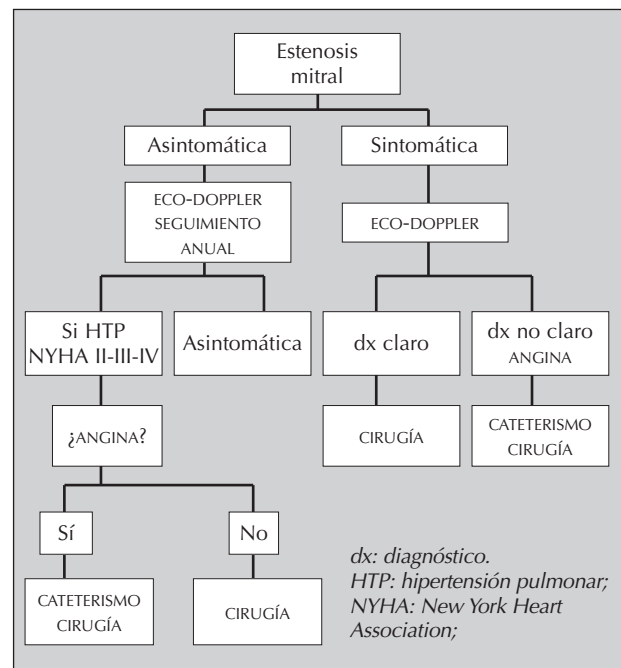 Estenosis
mitral
Asintomática
Sintomática
ECO-DOPPLER
SEGUIMIENTO
ANUAL
ECO-DOPPLER
Si HTP
NYHA II-III-IV
Asintomática
dx claro
dx no claro
ANGINA
¿ANGINA?
CIRUGÍA
CATETERISMO
CIRUGÍA
Sí
No
CATETERISMO
CIRUGÍA
CIRUGÍA
dx: diagnóstico.
HTP: hipertensión pulmonar;
NYHA: New York Heart
Association;